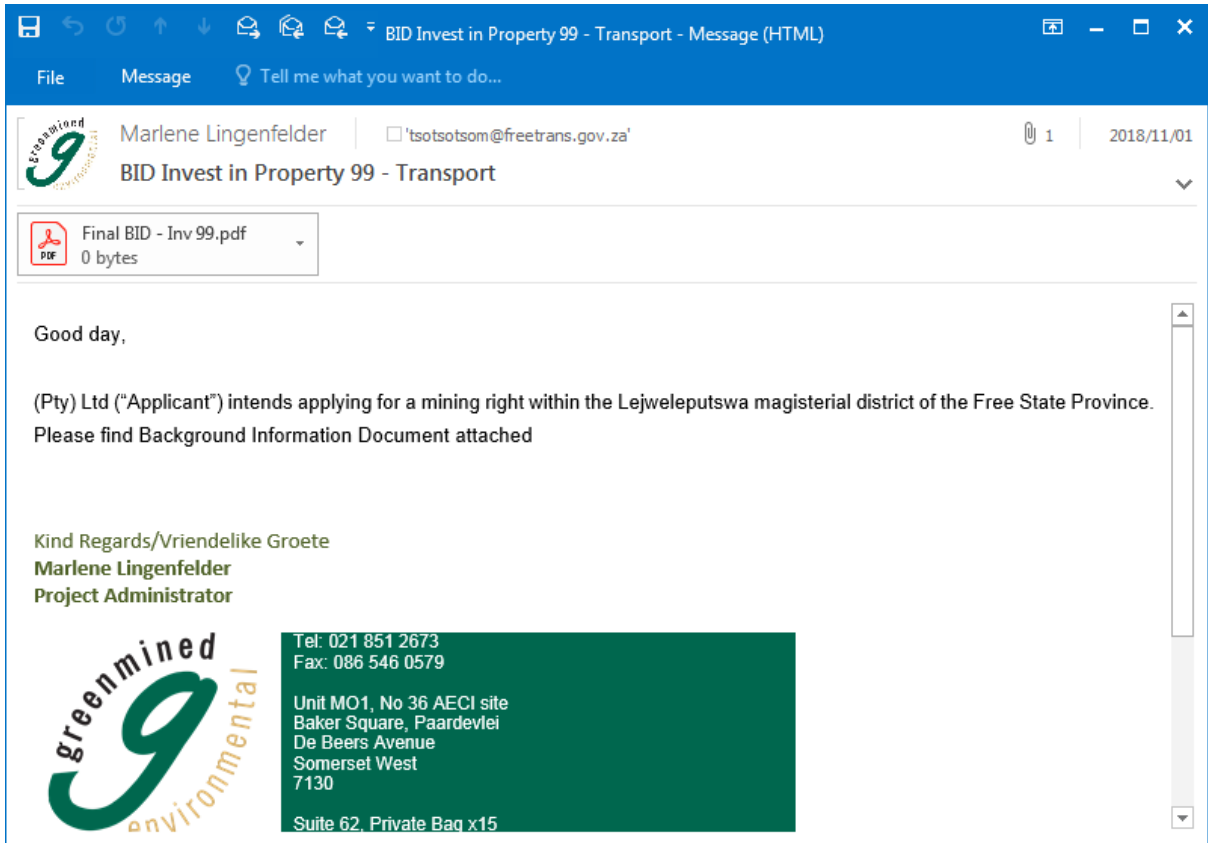 BID Invest in Property 99 - Transport - Message (HTML)
File Message Tell me what you want to do...
greenmined environmental
Marlene Lingenfelder 'tsotsotsom@freetrans.gov.za' 1 2018/11/01
BID Invest in Property 99 - Transport
PDF
Final BID - Inv 99.pdf
0 bytes
Good day,
(Pty) Ltd (“Applicant”) intends applying for a mining right within the Lejweleputswa magisterial district of the Free State Province.
Please find Background Information Document attached
Kind Regards/Vriendelike Groete
Marlene Lingenfelder
Project Administrator
greenmined
g
environmental
Tel: 021 851 2673
Fax: 086 546 0579
Unit MO1, No 36 AECI site
Baker Square, Paardevlei
De Beers Avenue
Somerset West
7130
Suite 62, Private Bag x15